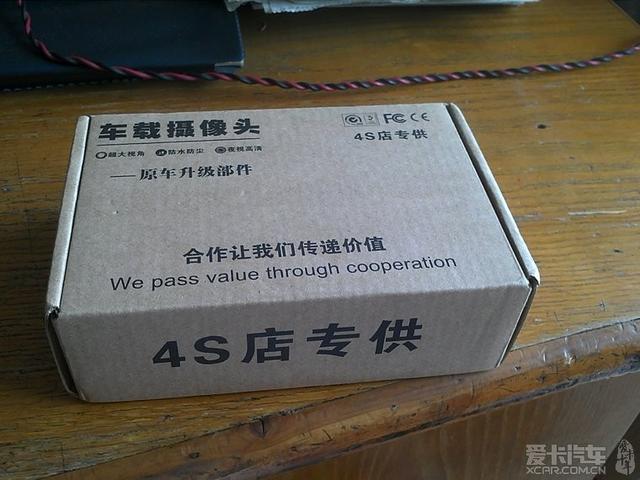 车载摄像头
FC CE
超大视角 防水防尘 夜视高清
4S店专供
——原车升级部件
合作让我们传递价值
We pass value through cooperation
4S店专供
爱卡汽车
XCAR.COM.CN